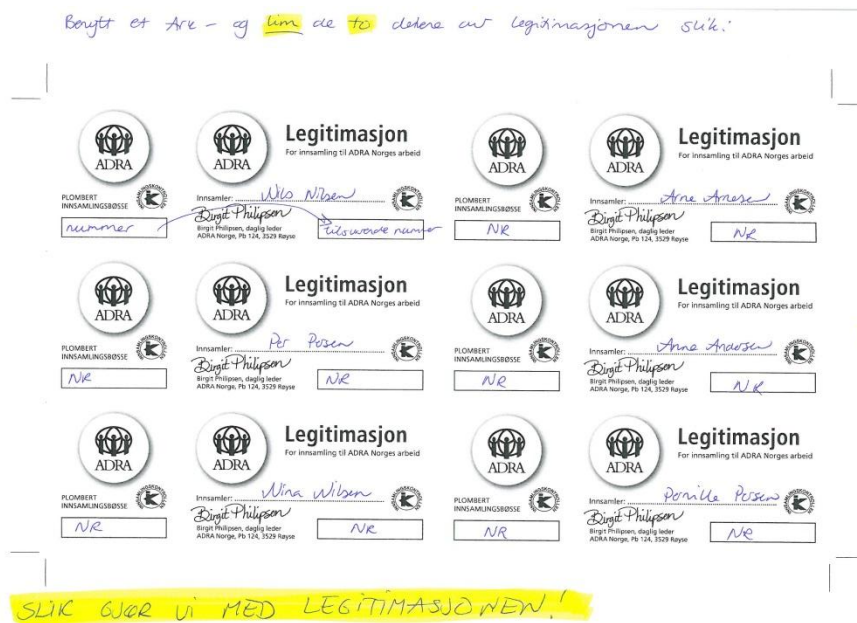 Benytt et Ark - og lim de to delene av legitimasjonen slik:
ADRA
ADRA
Legitimasjon
For innsamling til ADRA Norges arbeid
PLOMBERT
INNSAMLINGSBØSSE
Innsamler: Nils Nilsen
Birgit Philipsen
Birgit Philipsen, daglig leder
ADRA Norge, Pb 124, 3529 Røyse
nummer
tilsvarende nummer
ADRA
ADRA
Legitimasjon
For innsamling til ADRA Norges arbeid
PLOMBERT
INNSAMLINGSBØSSE
Innsamler: Arne Arnesen
Birgit Philipsen
Birgit Philipsen, daglig leder
ADRA Norge, Pb 124, 3529 Røyse
NR
NR
ADRA
ADRA
Legitimasjon
For innsamling til ADRA Norges arbeid
PLOMBERT
INNSAMLINGSBØSSE
Innsamler: Per Persen
Birgit Philipsen
Birgit Philipsen, daglig leder
ADRA Norge, Pb 124, 3529 Røyse
NR
NR
ADRA
ADRA
Legitimasjon
For innsamling til ADRA Norges arbeid
PLOMBERT
INNSAMLINGSBØSSE
Innsamler: Anne Andersen
Birgit Philipsen
Birgit Philipsen, daglig leder
ADRA Norge, Pb 124, 3529 Røyse
NR
NR
ADRA
ADRA
Legitimasjon
For innsamling til ADRA Norges arbeid
PLOMBERT
INNSAMLINGSBØSSE
Innsamler: Nina Nilsen
Birgit Philipsen
Birgit Philipsen, daglig leder
ADRA Norge, Pb 124, 3529 Røyse
NR
NR
ADRA
ADRA
Legitimasjon
For innsamling til ADRA Norges arbeid
PLOMBERT
INNSAMLINGSBØSSE
Innsamler: Pernille Persen
Birgit Philipsen
Birgit Philipsen, daglig leder
ADRA Norge, Pb 124, 3529 Røyse
NR
NR
SLIK GJØR VI MED LEGITIMASJONEN!